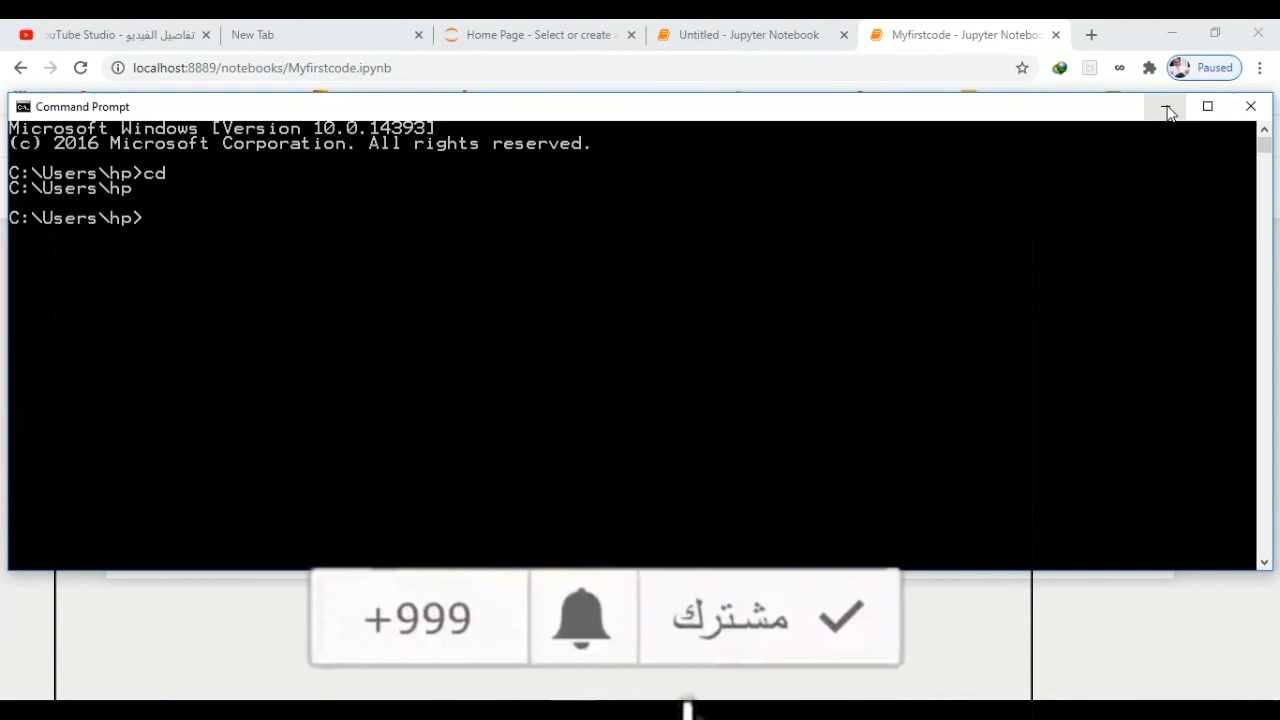 ouTube Studio - تفاصيل الفيديو
New Tab
Home Page - Select or create a
Untitled - Jupyter Notebook
Myfirstcode - Jupyter Notebook
localhost:8889/notebooks/Myfirstcode.ipynb
Paused
Command Prompt
Microsoft Windows [Version 10.0.14393]
(c) 2016 Microsoft Corporation. All rights reserved.
C:\Users\hp>cd
C:\Users\hp
C:\Users\hp>
+999
مشترك